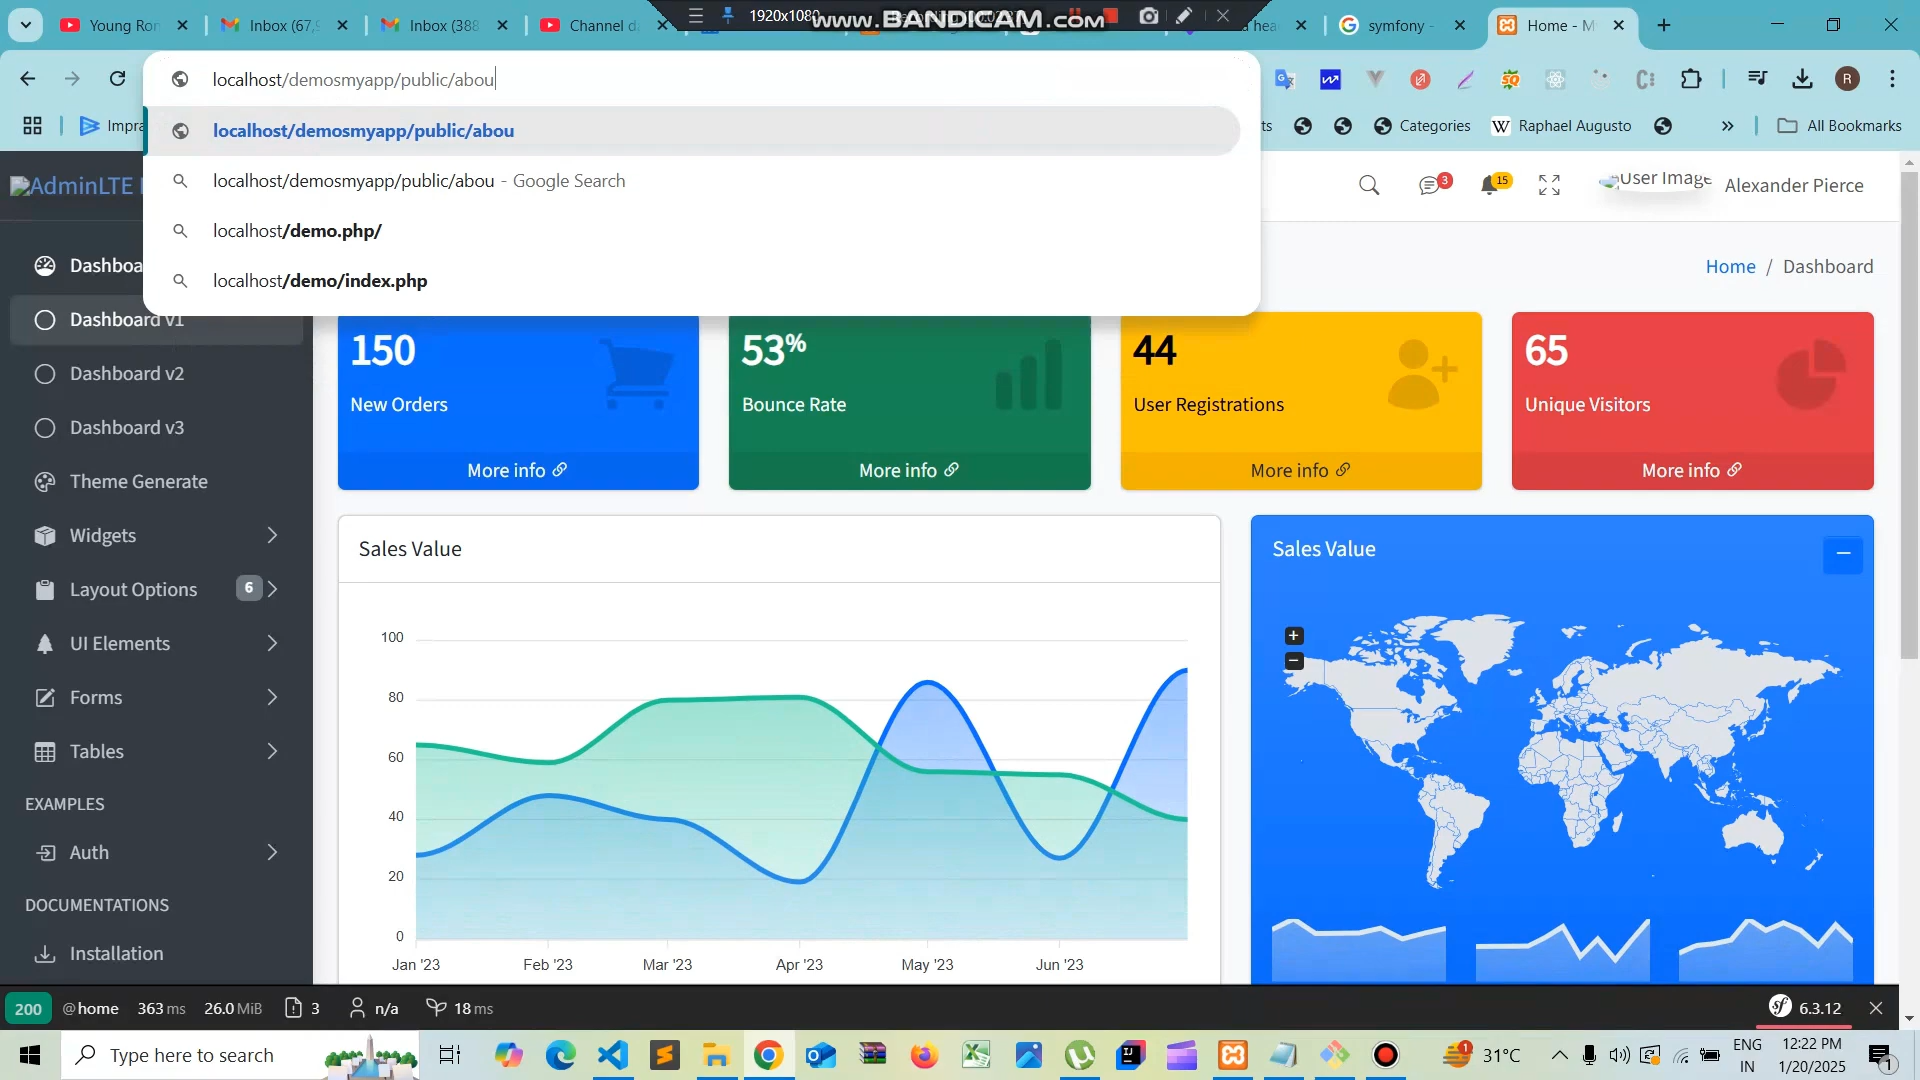 Young Ron
Inbox (67,
Inbox (388
Channel d
1920x1080
www.BANDICAM.com
symfony -
Home - M
localhost/demosmyapp/public/abou
localhost/demosmyapp/public/abou
localhost/demosmyapp/public/abou - Google Search
localhost/demo.php/
localhost/demo/index.php
Impra
Categories
Raphael Augusto
All Bookmarks
R
AdminLTE
3
15
User Image
Alexander Pierce
Home / Dashboard
Dashboa
Dashboard v1
Dashboard v2
Dashboard v3
Theme Generate
Widgets
Layout Options 6
UI Elements
Forms
Tables
EXAMPLES
Auth
DOCUMENTATIONS
Installation
150
New Orders
More info
53%
Bounce Rate
More info
44
User Registrations
More info
65
Unique Visitors
More info
Sales Value
100
80
60
40
20
0
Jan '23 Feb '23 Mar '23 Apr '23 May '23 Jun '23
Sales Value
+
−
200 @home 363 ms 26.0 MiB 3 n/a 18 ms
sf 6.3.12
Type here to search
31°C
ENG
IN
12:22 PM
1/20/2025